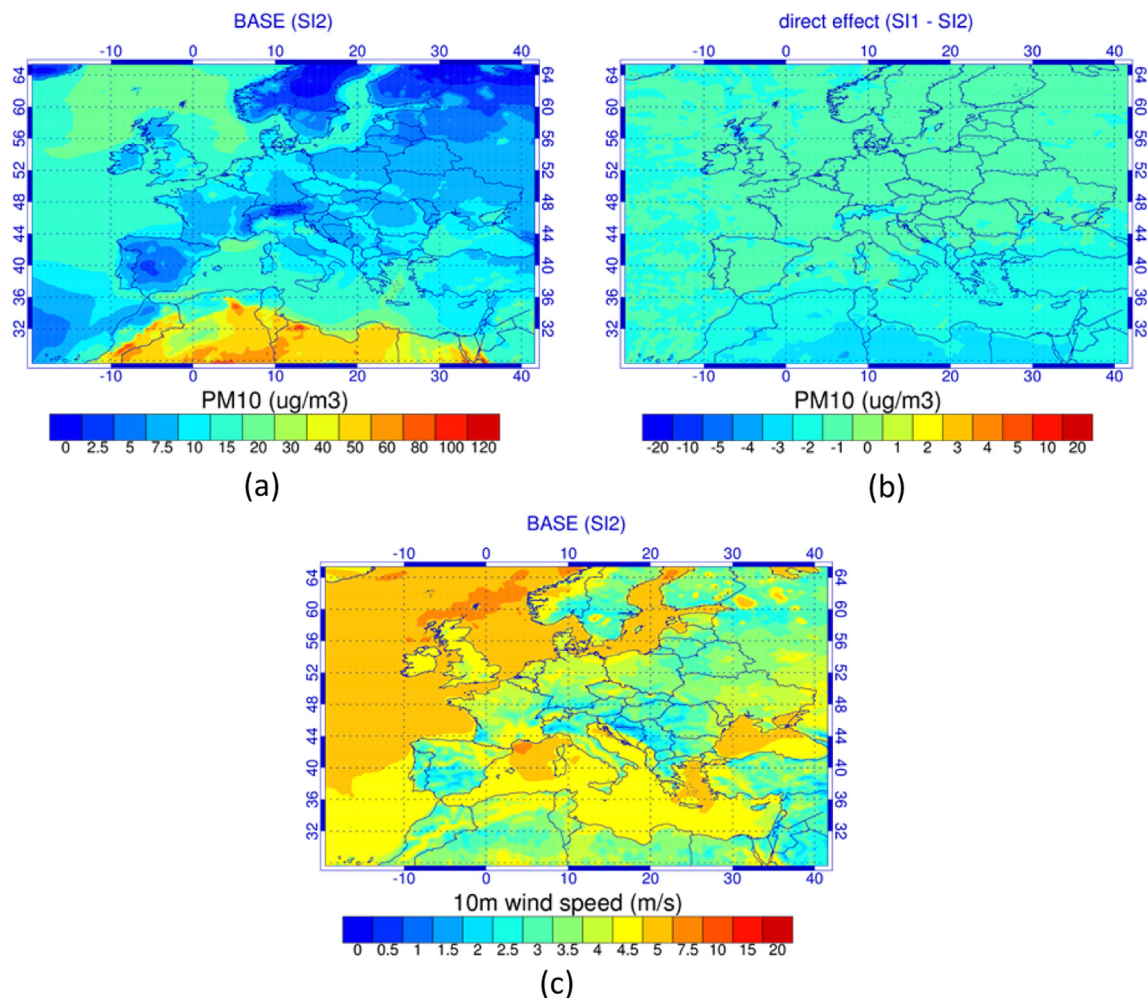 BASE (SI2)
direct effect (SI1 - SI2)
-10 0 10 20 30 40
-10 0 10 20 30 40
64 60 56 52 48 44 40 36 32
64 60 56 52 48 44 40 36 32
64 60 56 52 48 44 40 36 32
64 60 56 52 48 44 40 36 32
-10 0 10 20 30 40
-10 0 10 20 30 40
PM10 (ug/m3)
PM10 (ug/m3)
0 2.5 5 7.5 10 15 20 30 40 50 60 80 100 120
-20 -10 -5 -4 -3 -2 -1 0 1 2 3 4 5 10 20
(a)
(b)
BASE (SI2)
-10 0 10 20 30 40
64 60 56 52 48 44 40 36 32
64 60 56 52 48 44 40 36 32
-10 0 10 20 30 40
10m wind speed (m/s)
0 0.5 1 1.5 2 2.5 3 3.5 4 4.5 5 7.5 10 15 20
(c)